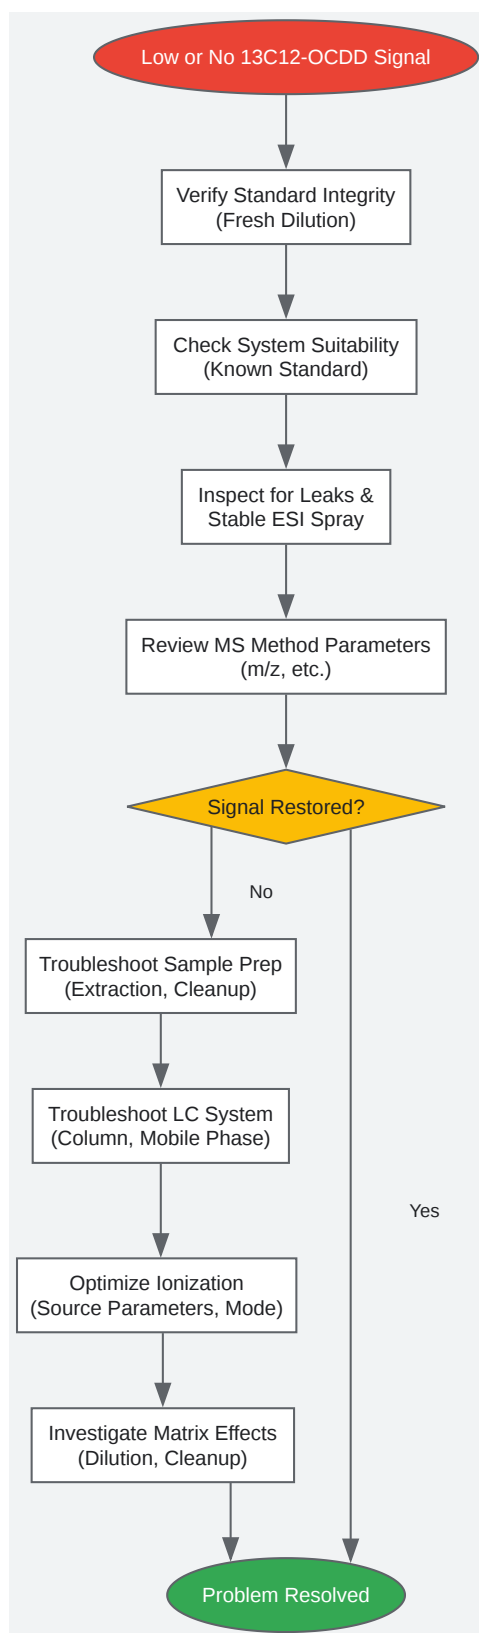 Low or No 13C12-OCDD Signal
Verify Standard Integrity
(Fresh Dilution)
Check System Suitability
(Known Standard)
Inspect for Leaks &
Stable ESI Spray
Review MS Method Parameters
(m/z, etc.)
Signal Restored?
No
Troubleshoot Sample Prep
(Extraction, Cleanup)
Troubleshoot LC System
(Column, Mobile Phase)
Yes
Optimize Ionization
(Source Parameters, Mode)
Investigate Matrix Effects
(Dilution, Cleanup)
Problem Resolved